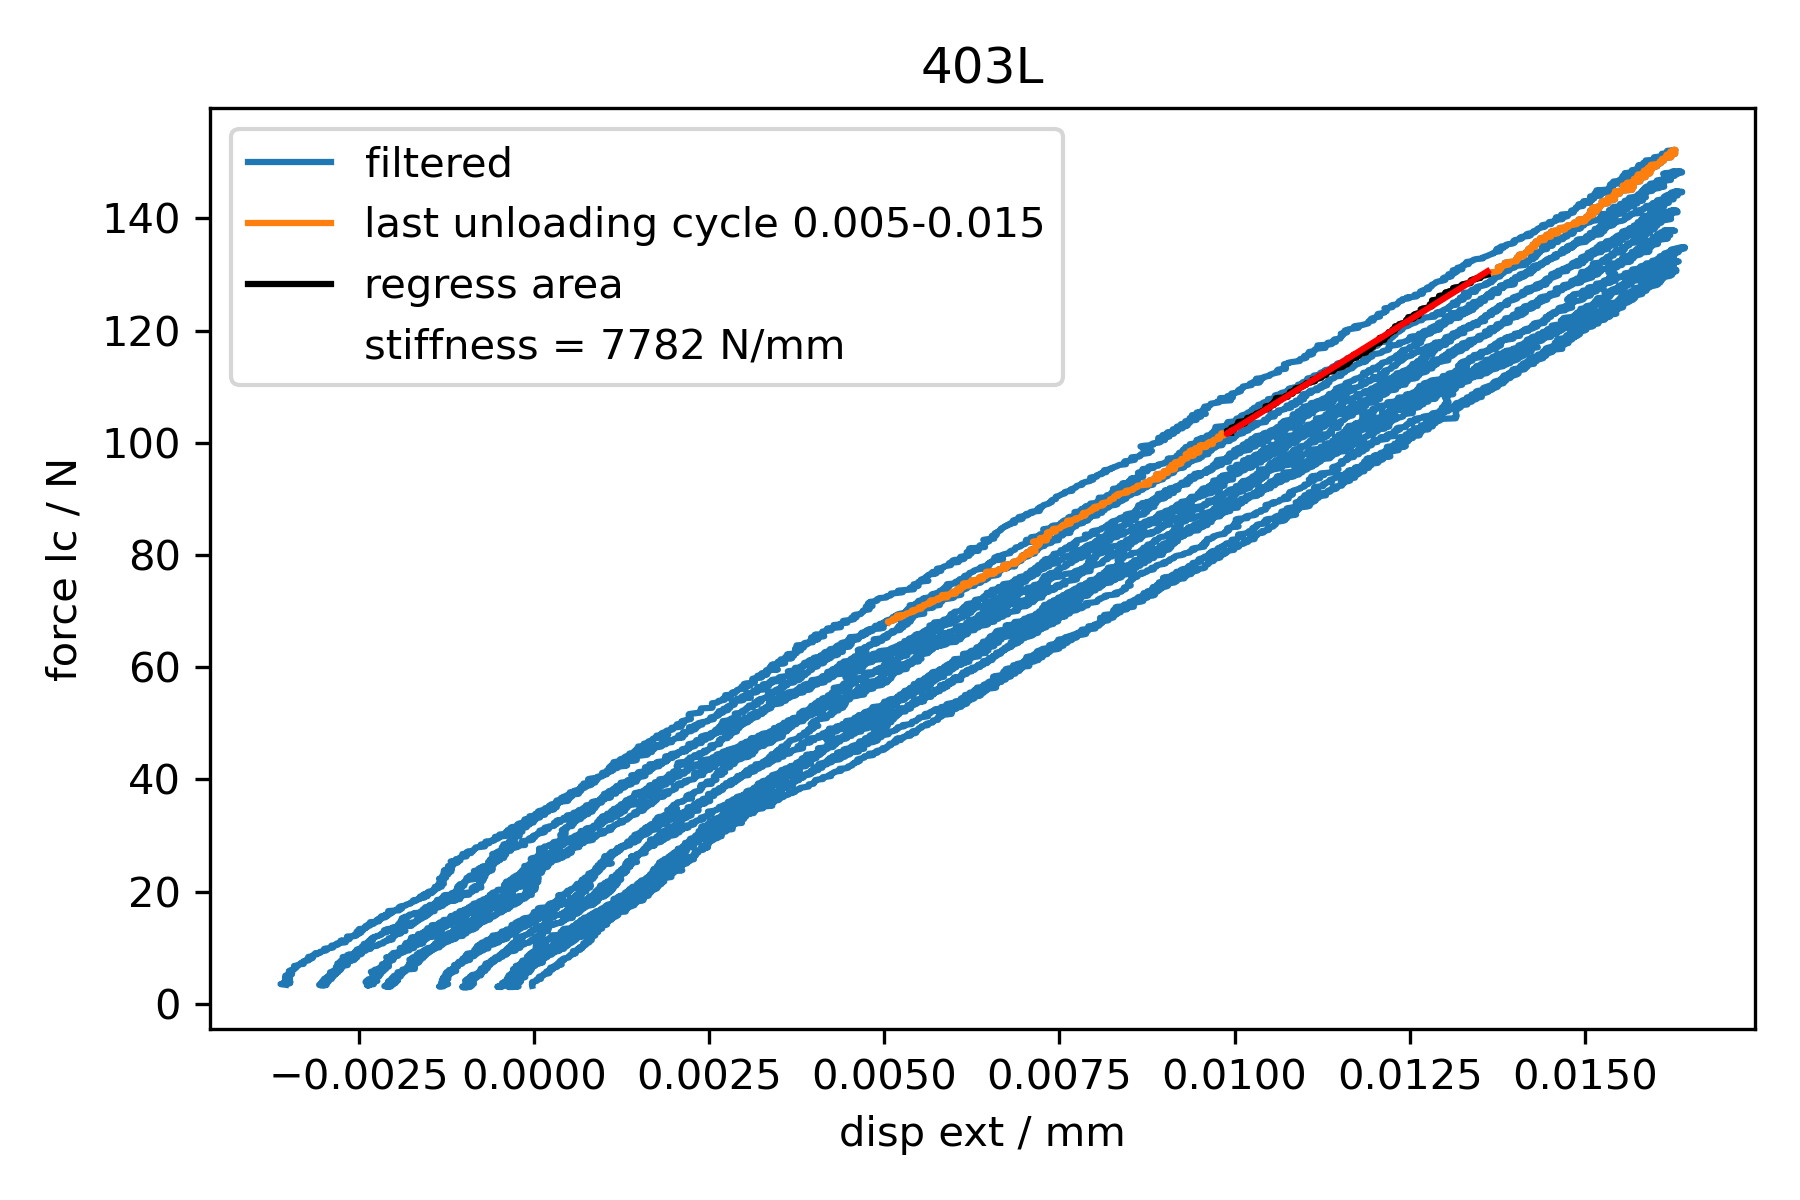 403L
filtered
last unloading cycle 0.005-0.015
regress area
stiffness = 7782 N/mm
force lc / N
140
120
100
80
60
40
20
0
−0.0025 0.0000 0.0025 0.0050 0.0075 0.0100 0.0125 0.0150
disp ext / mm